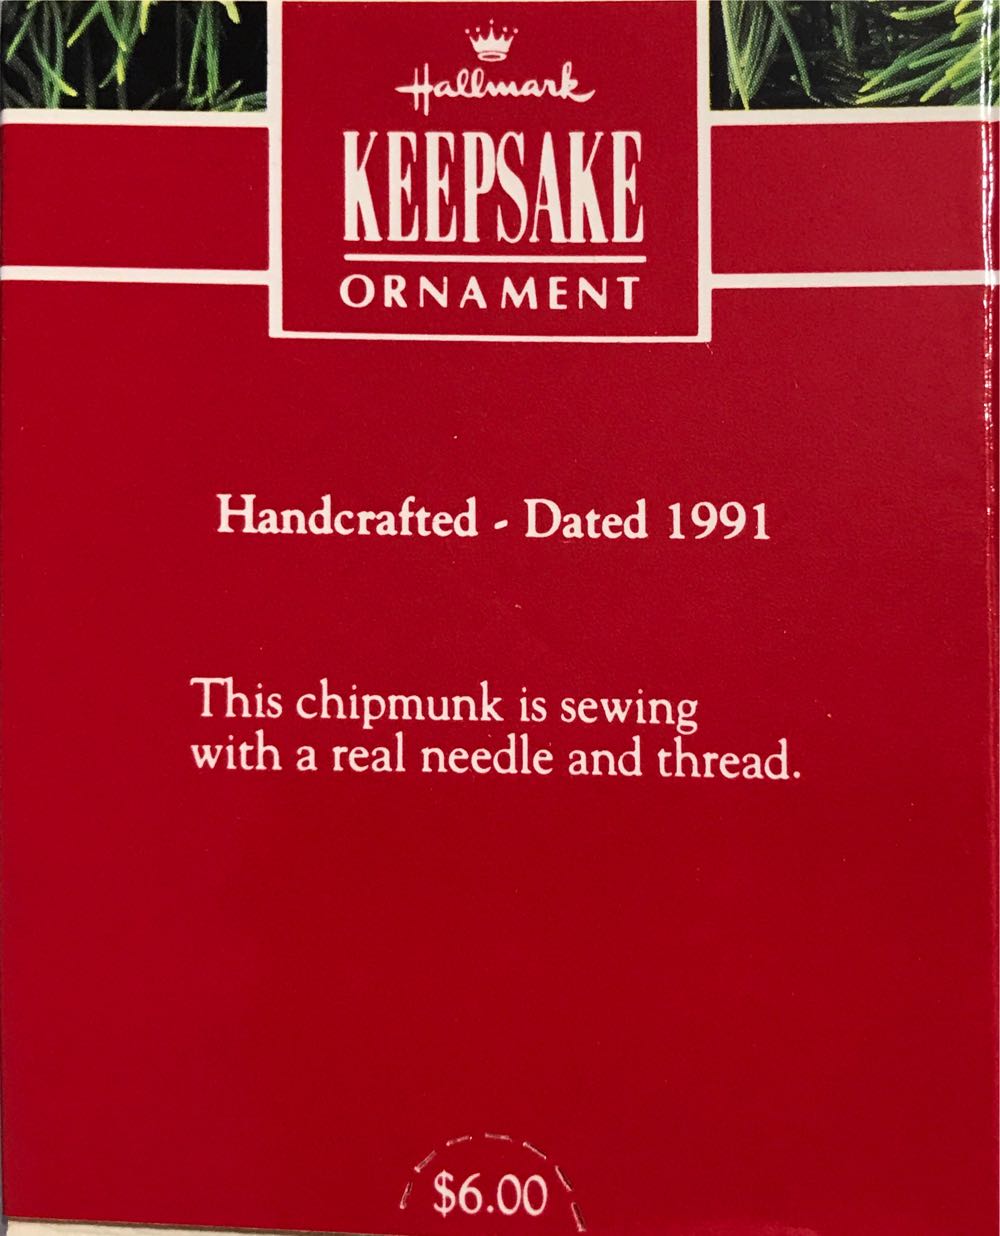 Hallmark
KEEPSAKE
ORNAMENT
Handcrafted - Dated 1991
This chipmunk is sewing
with a real needle and thread.
$6.00